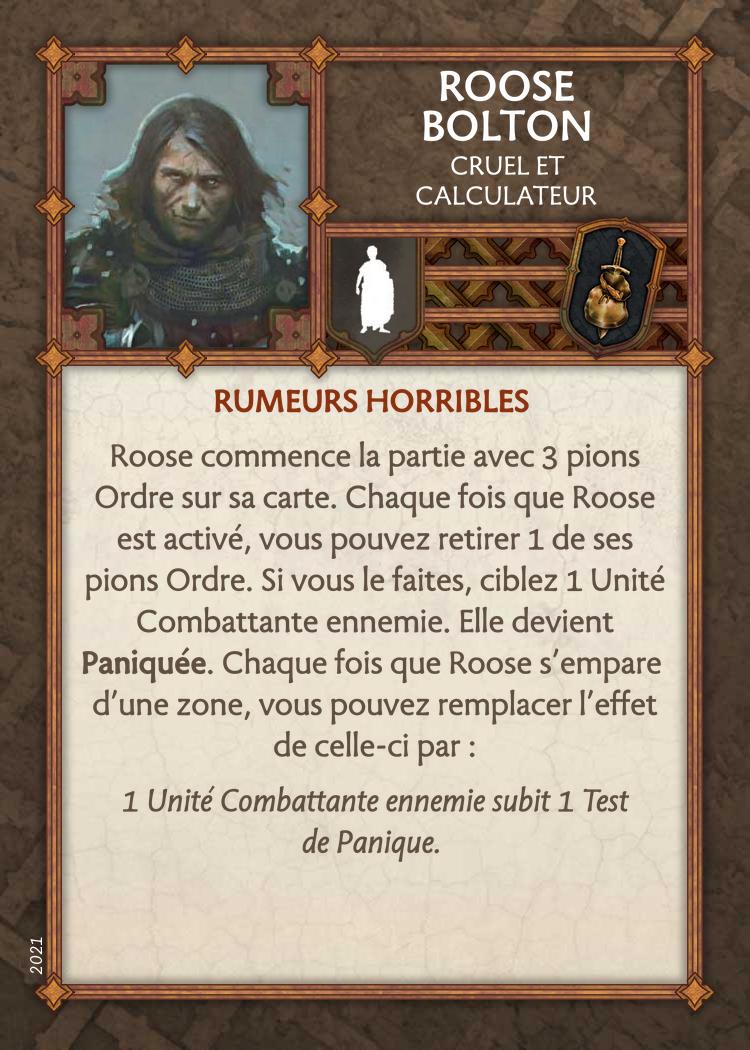 ROOSE
BOLTON
CRUEL ET
CALCULATEUR
RUMEURS HORRIBLES
Roose commence la partie avec 3 pions
Ordre sur sa carte. Chaque fois que Roose
est activé, vous pouvez retirer 1 de ses
pions Ordre. Si vous le faites, ciblez 1 Unité
Combattante ennemie. Elle devient
Paniquée. Chaque fois que Roose s’empare
d’une zone, vous pouvez remplacer l’effet
de celle-ci par :
1 Unité Combattante ennemie subit 1 Test
de Panique.
2021